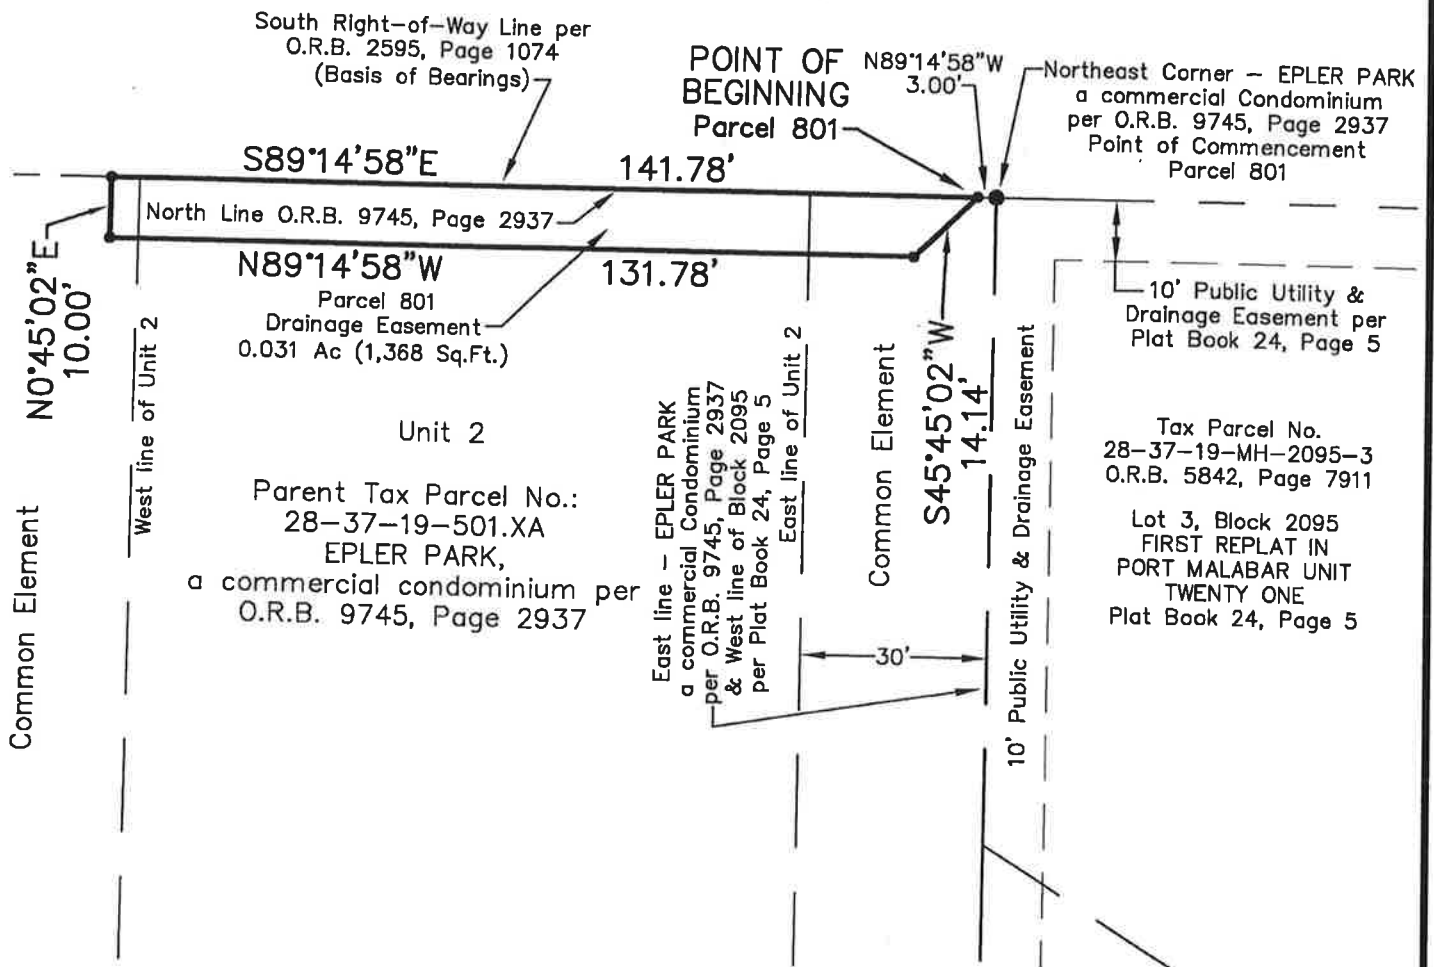 South Right-of-Way Line per
O.R.B. 2595, Page 1074
(Basis of Bearings)
POINT OF
BEGINNING
Parcel 801
N89°14'58"W
3.00'
Northeast Corner - EPLER PARK
a commercial Condominium
per O.R.B. 9745, Page 2937
Point of Commencement
Parcel 801
S89°14'58"E
141.78'
North Line O.R.B. 9745, Page 2937
N0°45'02"E
10.00'
N89°14'58"W
131.78'
Parcel 801
Drainage Easement
0.031 Ac (1,368 Sq.Ft.)
S45°45'02"W
14.14'
10' Public Utility &
Drainage Easement per
Plat Book 24, Page 5
West line of Unit 2
Unit 2
Parent Tax Parcel No.:
28-37-19-501.XA
EPLER PARK,
a commercial condominium per
O.R.B. 9745, Page 2937
Common Element
East line - EPLER PARK
a commercial Condominium
per O.R.B. 9745, Page 2937
& West line of Block 2095
per Plat Book 24, Page 5
East line of Unit 2
Common Element
30'
10' Public Utility & Drainage Easement
Tax Parcel No.
28-37-19-MH-2095-3
O.R.B. 5842, Page 7911
Lot 3, Block 2095
FIRST REPLAT IN
PORT MALABAR UNIT
TWENTY ONE
Plat Book 24, Page 5